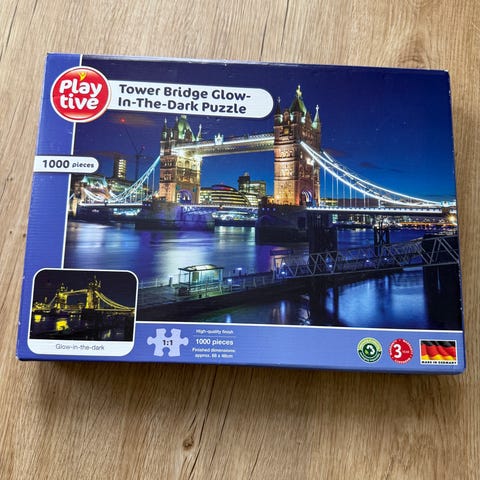 Play
tive
Tower Bridge Glow-
In-The-Dark Puzzle
1000 pieces
Glow-in-the-dark
1:1
High-quality finish
1000 pieces
Finished dimensions
approx. 68 x 48cm
3
MADE IN GERMANY